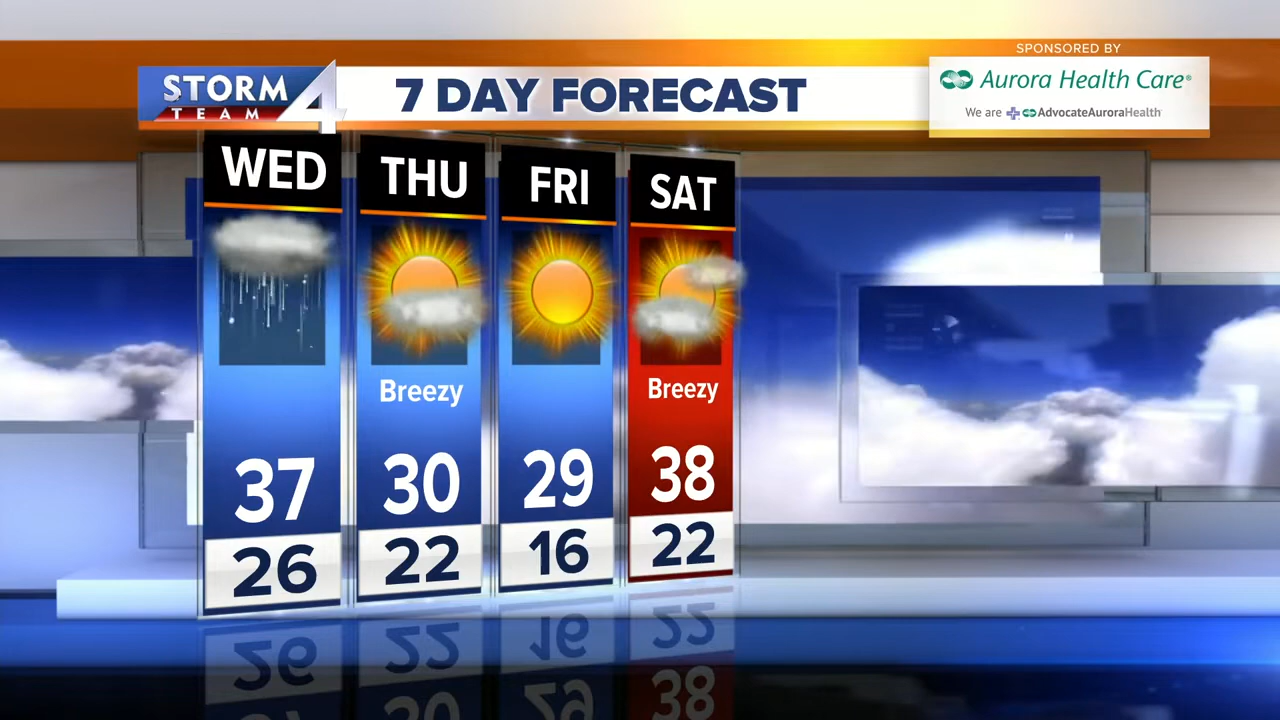 SPONSORED BY
STORM
TEAM
4
7 DAY FORECAST
Aurora Health Care®
We are AdvocateAuroraHealth
WED THU FRI SAT
Breezy Breezy
37 30 29 38
26 22 16 22